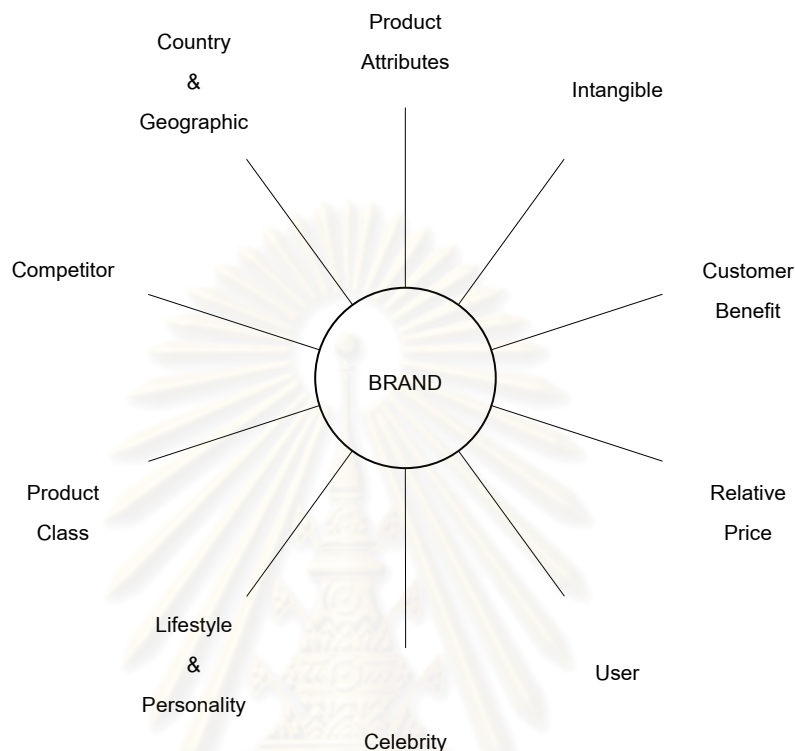 Product
Attributes
Country
&
Geographic
Intangible
Competitor
Customer
Benefit
BRAND
Product
Class
Relative
Price
Lifestyle
&
Personality
User
Celebrity